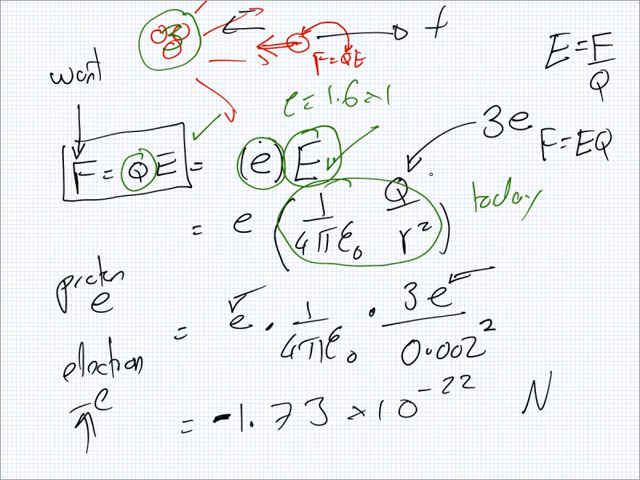 3
F=QE
+
want
e=1.6×1
E = F/Q
3e
F = QE = (e) E
F=EQ
= e ( 1/4πε₀ Q/r² )
today
proton
e
= e · 1/4πε₀ · 3e/0.002²
electron
-e
= -1.73 ×10⁻²² N